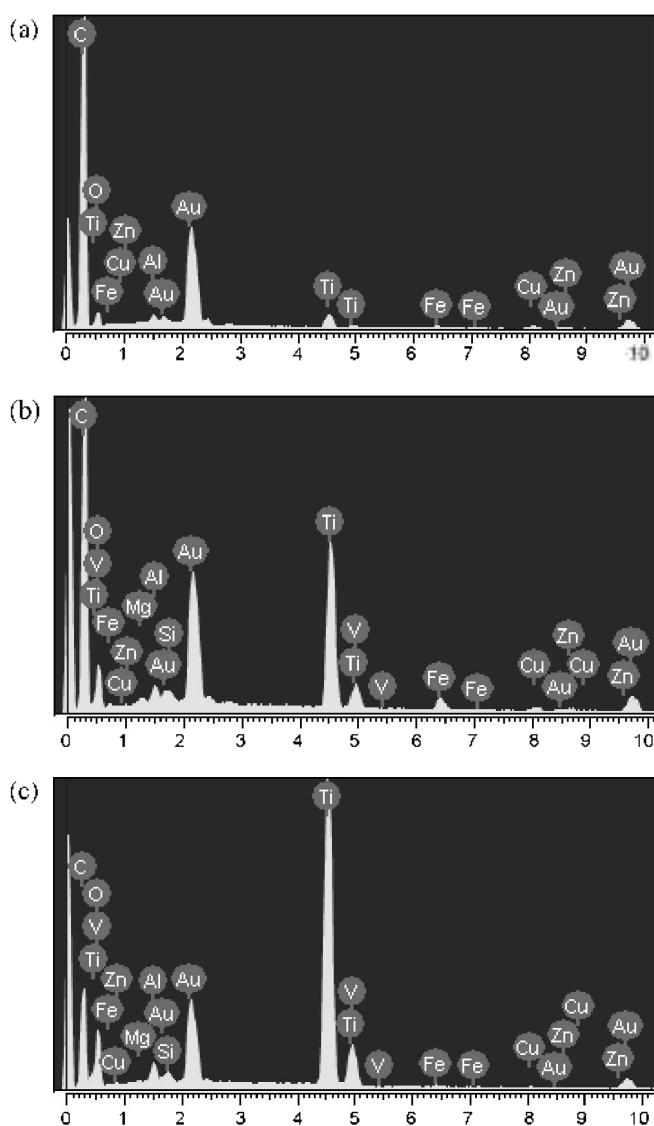 (a)
C
O
Ti Zn Au
Cu Al
Fe Au Ti Ti Fe Fe Cu Zn Au Au Zn
0 1 2 3 4 5 6 7 8 9 10
(b)
C
O Ti
V Al Au
Ti Mg V Zn
Fe Si Ti Cu Cu Au
Zn Au Fe Zn
Cu V Fe Au
0 1 2 3 4 5 6 7 8 9 10
(c)
Ti
C
O
V
Ti Zn Al Au V Cu
Fe Au Ti Zn Au
Mg Si Cu
Cu V Fe Fe Au Zn
0 1 2 3 4 5 6 7 8 9 10